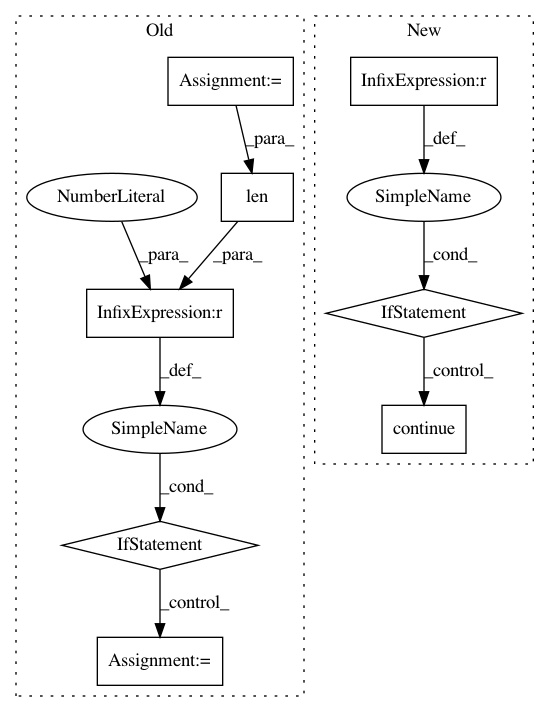 Old
New
Assignment:=
InfixExpression:r
_para_
_def_
NumberLiteral
len
SimpleName
_para_
_para_
_cond_
InfixExpression:r
IfStatement
_def_
_control_
SimpleName
continue
_cond_
IfStatement
_control_
Assignment:=